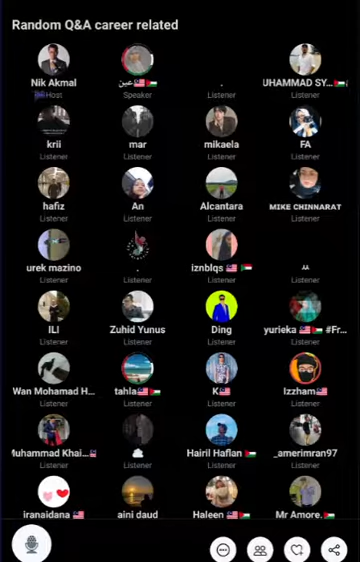 Random Q&A career related
Nik Akmal
عين🇲🇾🇵🇸
.
UHAMMAD SY...🇵🇸
Host
Speaker
Listener
Listener
krii
mar
mikaela
FA
Listener
Listener
Listener
Listener
hafiz
An
Alcantara
MIKE CHINNARAT
Listener
Listener
Listener
Listener
urek mazino
.
iznblqs 🇲🇾 🇵🇸
Listener
Listener
Listener
Listener
ILI
Zuhid Yunus
Ding
yurieka 🇲🇾🇵🇸 #Fr...
Listener
Listener
Listener
Listener
Wan Mohamad H...
tahla🇲🇾🇵🇸
K🇲🇾
Izzham🇲🇾
Listener
Listener
Listener
Listener
Muhammad Khai...
Hairil Haflan 🇵🇸
_amerimran97
Listener
Listener
Listener
Listener
iranaidana 🇲🇾
aini daud
Haleen 🇲🇾🇵🇸
Mr Amore.🇵🇸